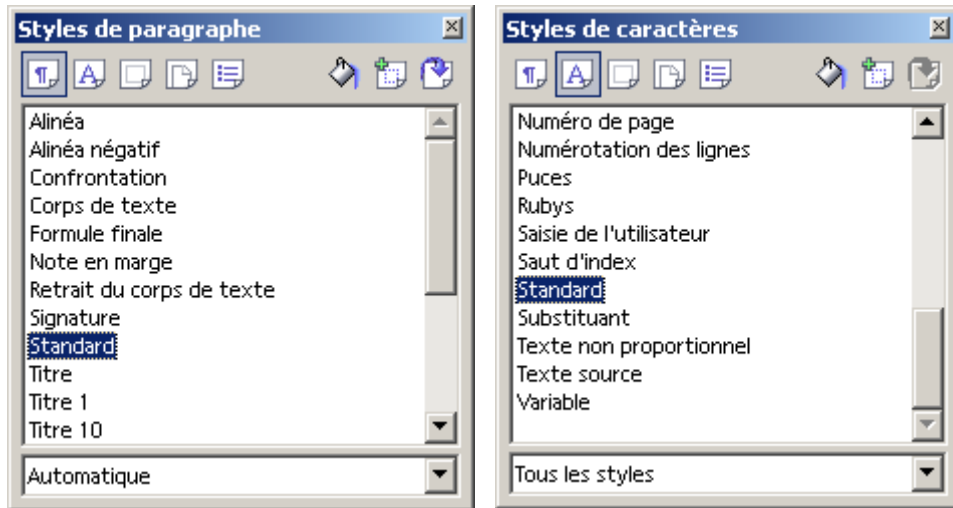 Styles de paragraphe
Alinéa
Alinéa négatif
Confrontation
Corps de texte
Formule finale
Note en marge
Retrait du corps de texte
Signature
Standard
Titre
Titre 1
Titre 10
Automatique
Styles de caractères
Numéro de page
Numérotation des lignes
Puces
Rubys
Saisie de l'utilisateur
Saut d'index
Standard
Substituant
Texte non proportionnel
Texte source
Variable
Tous les styles